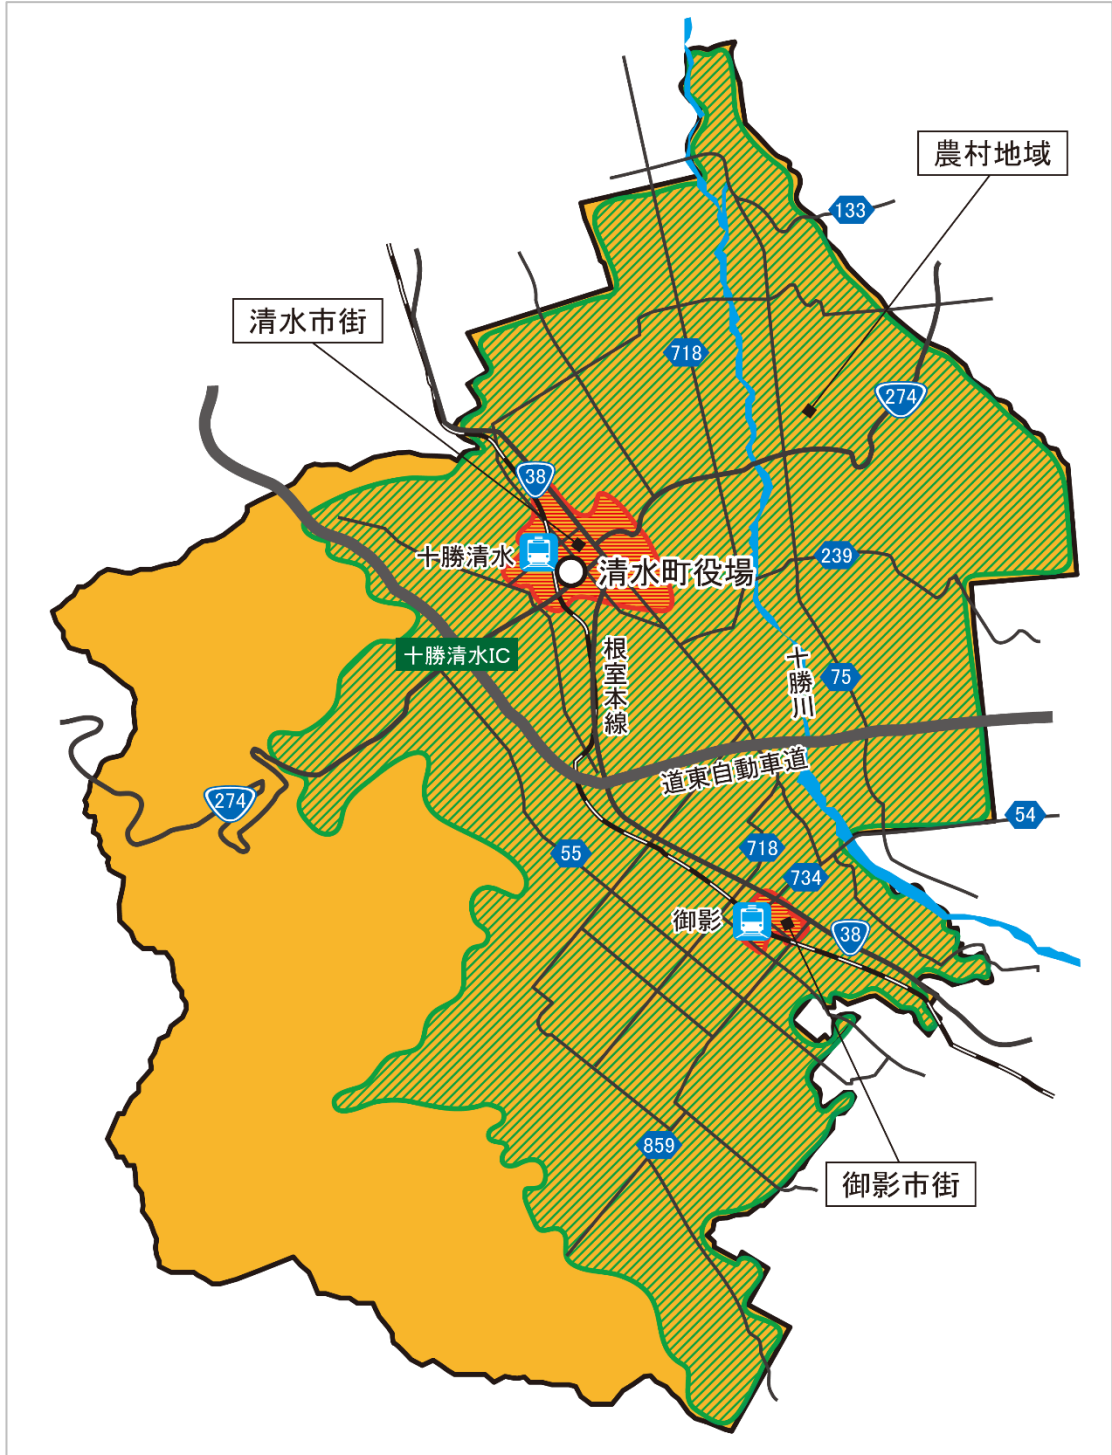 農村地域
133
清水市街
718
274
38
十勝清水
清水町役場
239
十勝清水IC
根室本線
十勝川
75
道東自動車道
274
54
55
718
734
御影
38
859
御影市街